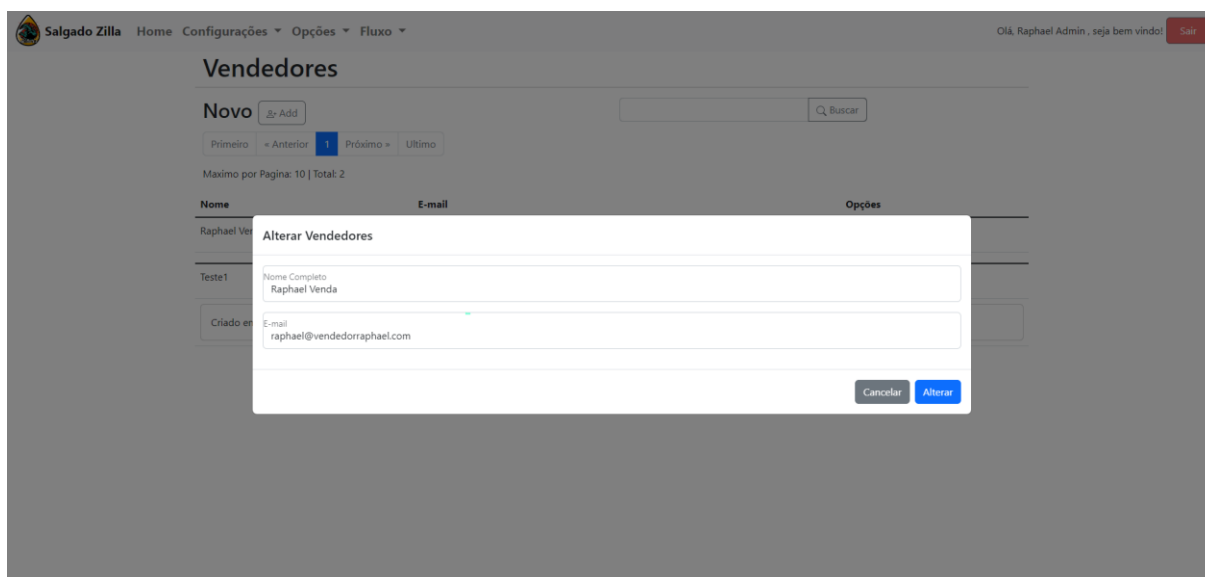 Salgado Zilla Home Configurações Opções Fluxo Olá, Raphael Admin , seja bem vindo! Sair
Vendedores
Novo Add Buscar
Primeiro « Anterior 1 Próximo » Ultimo
Maximo por Pagina: 10 | Total: 2
Nome E-mail Opções
Raphael
Alterar Vendedores
Teste1
Nome Completo
Raphael Venda
Criado
E-mail
raphael@vendedorraphael.com
Cancelar Alterar